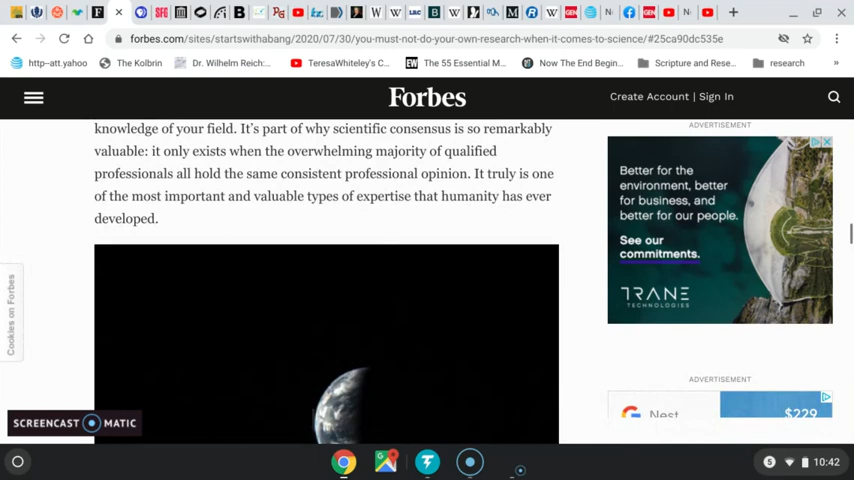 forbes.com/sites/startswithabang/2020/07/30/you-must-not-do-your-own-research-when-it-comes-to-science/#25ca90dc535e
http-att.yahoo
The Kolbrin
Dr. Wilhelm Reich:...
TeresaWhiteley's C...
The 55 Essential M...
Now The End Begin...
Scripture and Rese...
research
»
Forbes
Create Account | Sign In
knowledge of your field. It's part of why scientific consensus is so remarkably
valuable: it only exists when the overwhelming majority of qualified
professionals all hold the same consistent professional opinion. It truly is one
of the most important and valuable types of expertise that humanity has ever
developed.
ADVERTISEMENT
Better for the
environment, better
for business, and
better for our people.
See our
commitments.
TRANE
TECHNOLOGIES
ADVERTISEMENT
Nest
$229
Cookies on Forbes
SCREENCAST MATIC
5
10:42